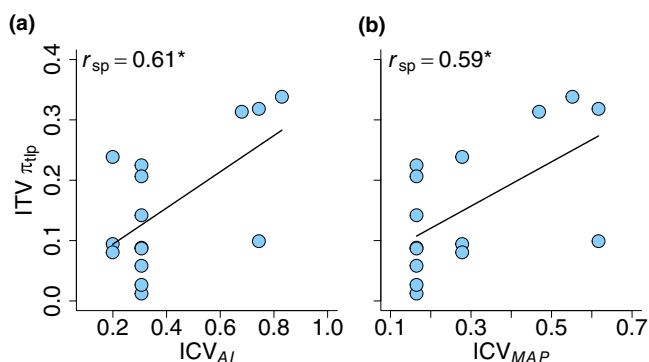 (a)
(b)
r_sp = 0.61*
r_sp = 0.59*
ITV π_tlp
0.0 0.1 0.2 0.3 0.4
0.2 0.4 0.6 0.8 1.0
0.1 0.3 0.5 0.7
ICV_AI
ICV_MAP